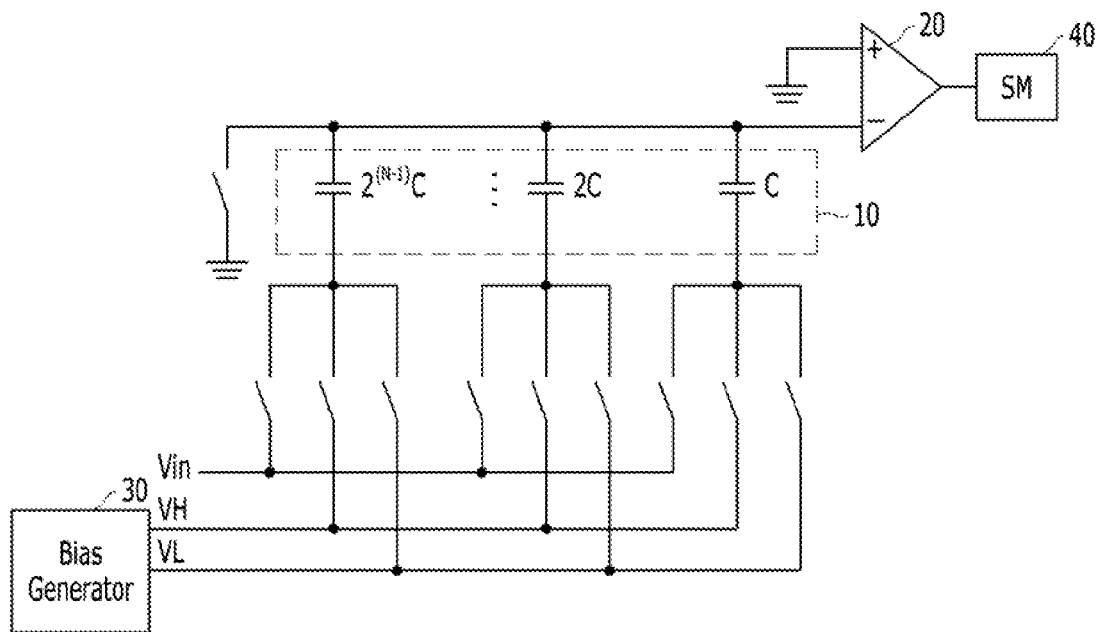 20
40
+
SM
−
2^(N-1)C
⋮
2C
C
10
Vin
30
VH
VL
Bias
Generator